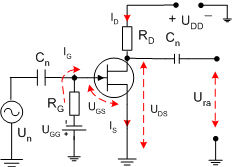 I_D
+ U_DD −
R_D
C_n
I_G
C_n
R_G
U_GS
U_DS
U_ra
U_n
U_GG
I_S
+